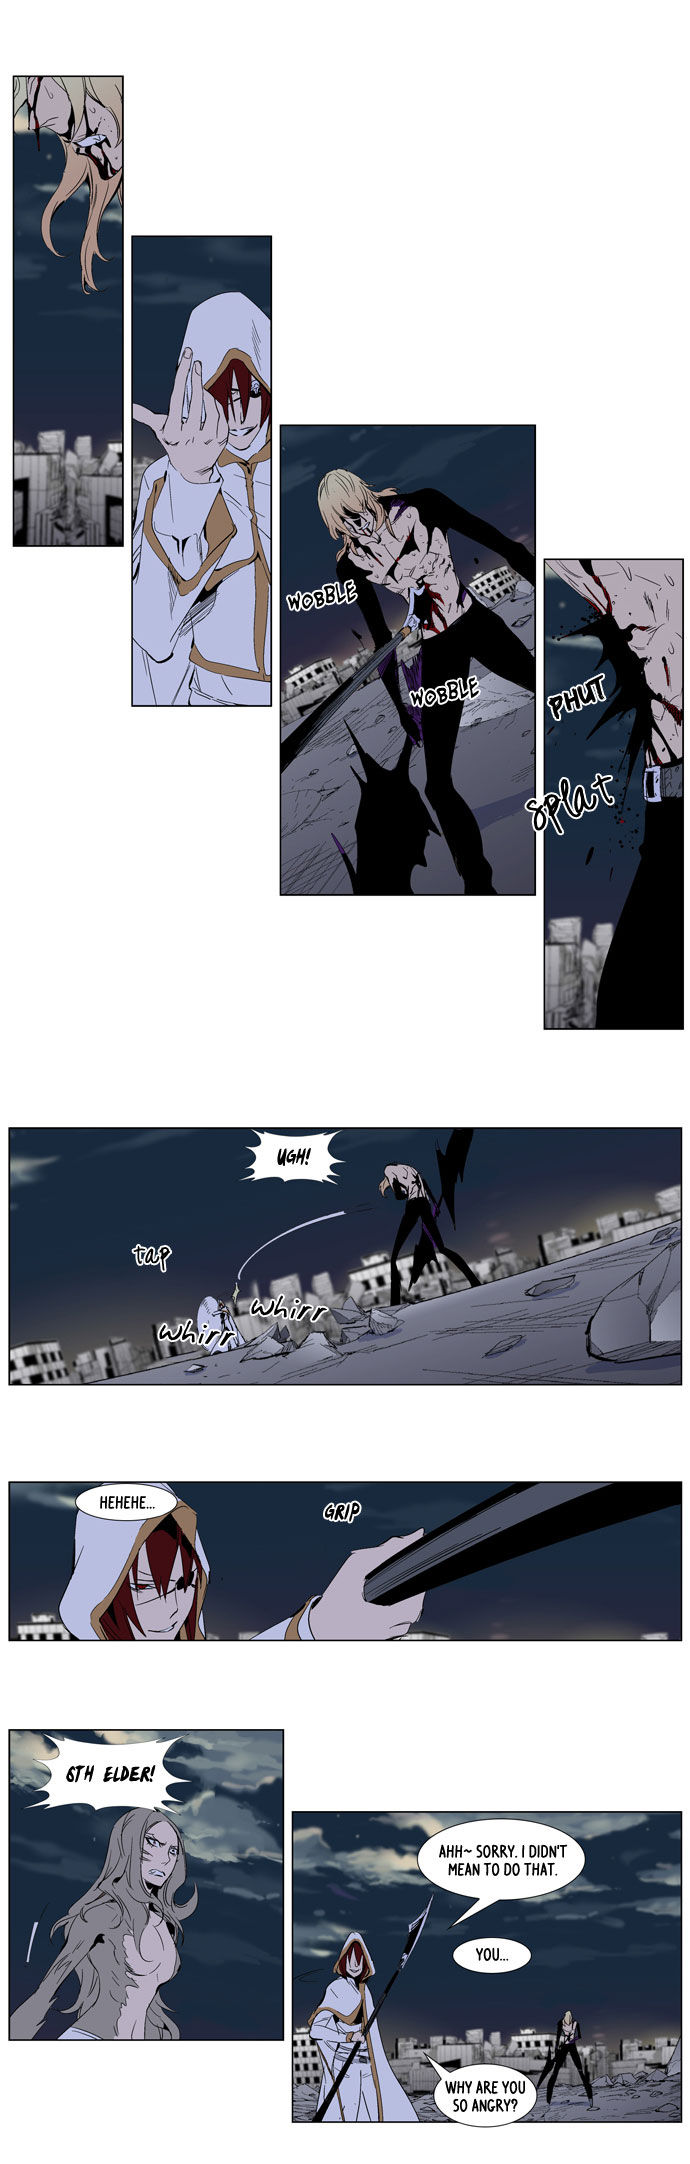 WOBBLE
WOBBLE
PHUT
SPLAT
UGH!
TAP
WHIRR
WHIRR
HEHEHE...
GRIP
6TH ELDER!
AHH~ SORRY. I DIDN'T
MEAN TO DO THAT.
YOU...
WHY ARE YOU
SO ANGRY?